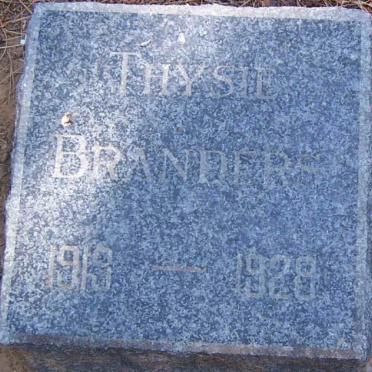 THYSIE
BRANDERS
1913 — 1928